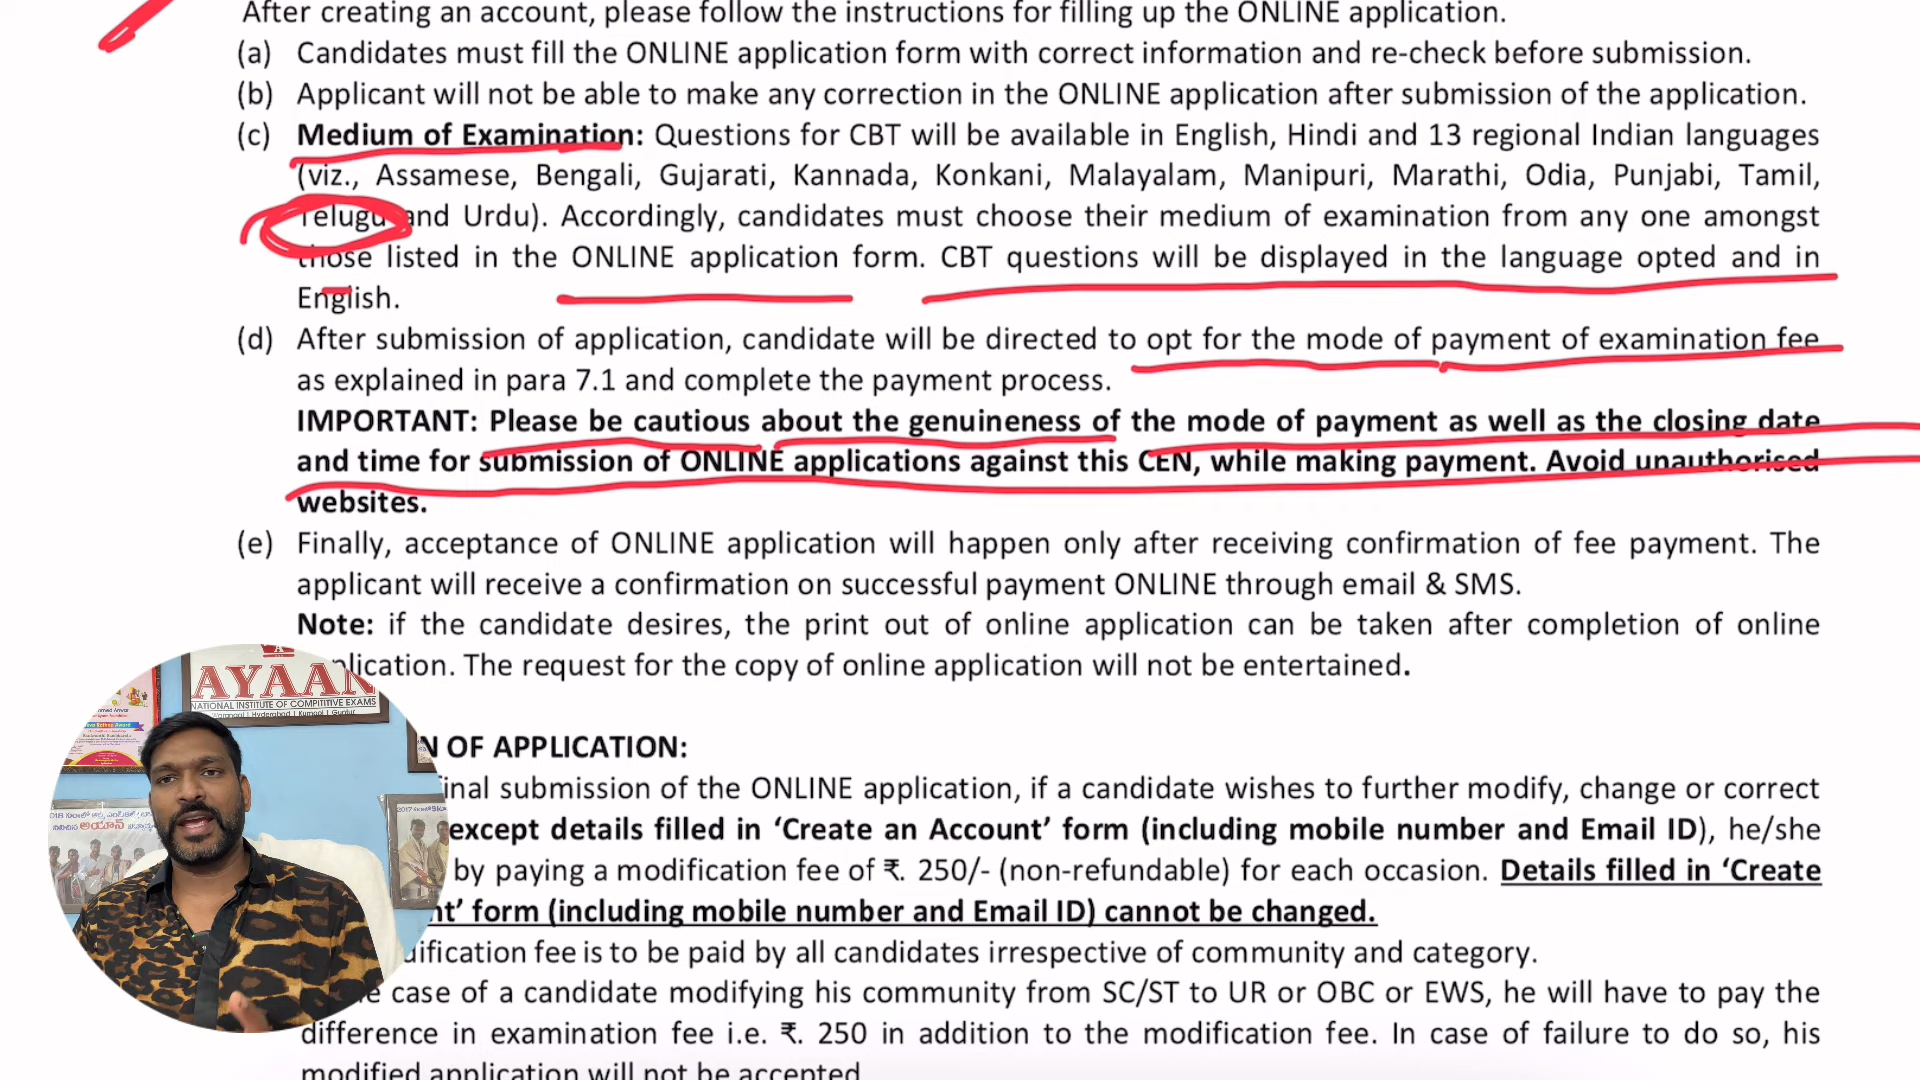 After creating an account, please follow the instructions for filling up the ONLINE application.
(a) Candidates must fill the ONLINE application form with correct information and re-check before submission.
(b) Applicant will not be able to make any correction in the ONLINE application after submission of the application.
(c) Medium of Examination: Questions for CBT will be available in English, Hindi and 13 regional Indian languages
(viz., Assamese, Bengali, Gujarati, Kannada, Konkani, Malayalam, Manipuri, Marathi, Odia, Punjabi, Tamil,
Telugu and Urdu). Accordingly, candidates must choose their medium of examination from any one amongst
those listed in the ONLINE application form. CBT questions will be displayed in the language opted and in
English.
(d) After submission of application, candidate will be directed to opt for the mode of payment of examination fee
as explained in para 7.1 and complete the payment process.
IMPORTANT: Please be cautious about the genuineness of the mode of payment as well as the closing date
and time for submission of ONLINE applications against this CEN, while making payment. Avoid unauthorised
websites.
(e) Finally, acceptance of ONLINE application will happen only after receiving confirmation of fee payment. The
applicant will receive a confirmation on successful payment ONLINE through email & SMS.
Note: if the candidate desires, the print out of online application can be taken after completion of online
plication. The request for the copy of online application will not be entertained.
N OF APPLICATION:
inal submission of the ONLINE application, if a candidate wishes to further modify, change or correct
except details filled in ‘Create an Account’ form (including mobile number and Email ID), he/she
by paying a modification fee of ₹. 250/- (non-refundable) for each occasion. Details filled in ‘Create
nt’ form (including mobile number and Email ID) cannot be changed.
dification fee is to be paid by all candidates irrespective of community and category.
e case of a candidate modifying his community from SC/ST to UR or OBC or EWS, he will have to pay the
difference in examination fee i.e. ₹. 250 in addition to the modification fee. In case of failure to do so, his
modified application will not be accepted
AYAAN
NATIONAL INSTITUTE OF COMPITITIVE EXAMS
Warangal | Hyderabad | Kurnool | Guntur